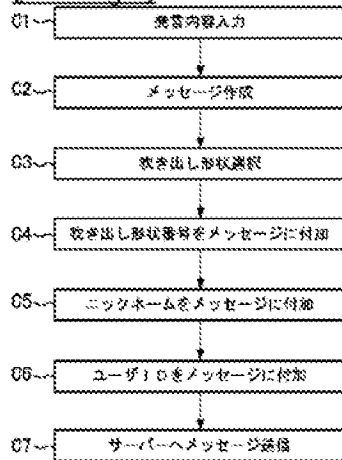 C1 発言内容入力
C2 メッセージ作成
C3 吹き出し形状選択
C4 吹き出し形状番号をメッセージに付加
C5 ニックネームをメッセージに付加
C6 ユーザIDをメッセージに付加
C7 サーバーへメッセージ送信